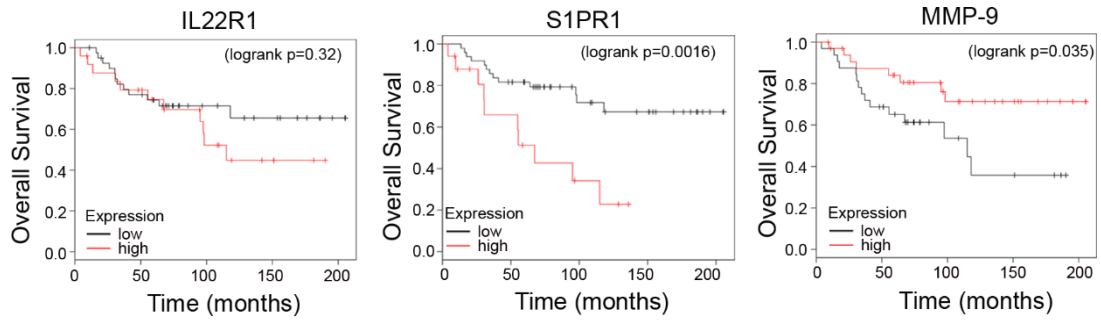 IL22R1
(logrank p=0.32)
Overall Survival
1.0
0.8
0.6
0.4
0.2
0.0
Expression
low
high
0 50 100 150 200
Time (months)
S1PR1
(logrank p=0.0016)
Overall Survival
1.0
0.8
0.6
0.4
0.2
0.0
Expression
low
high
0 50 100 150 200
Time (months)
MMP-9
(logrank p=0.035)
Overall Survival
1.0
0.8
0.6
0.4
0.2
0.0
Expression
low
high
0 50 100 150 200
Time (months)